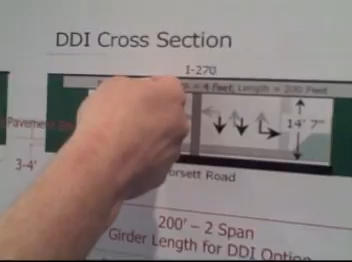 DDI Cross Section
I-270
= 4 feet, Length = 200 Feet
Pavement
14' 7"
3-4'
orsett Road
200' - 2 Span
Girder Length for DDI Option